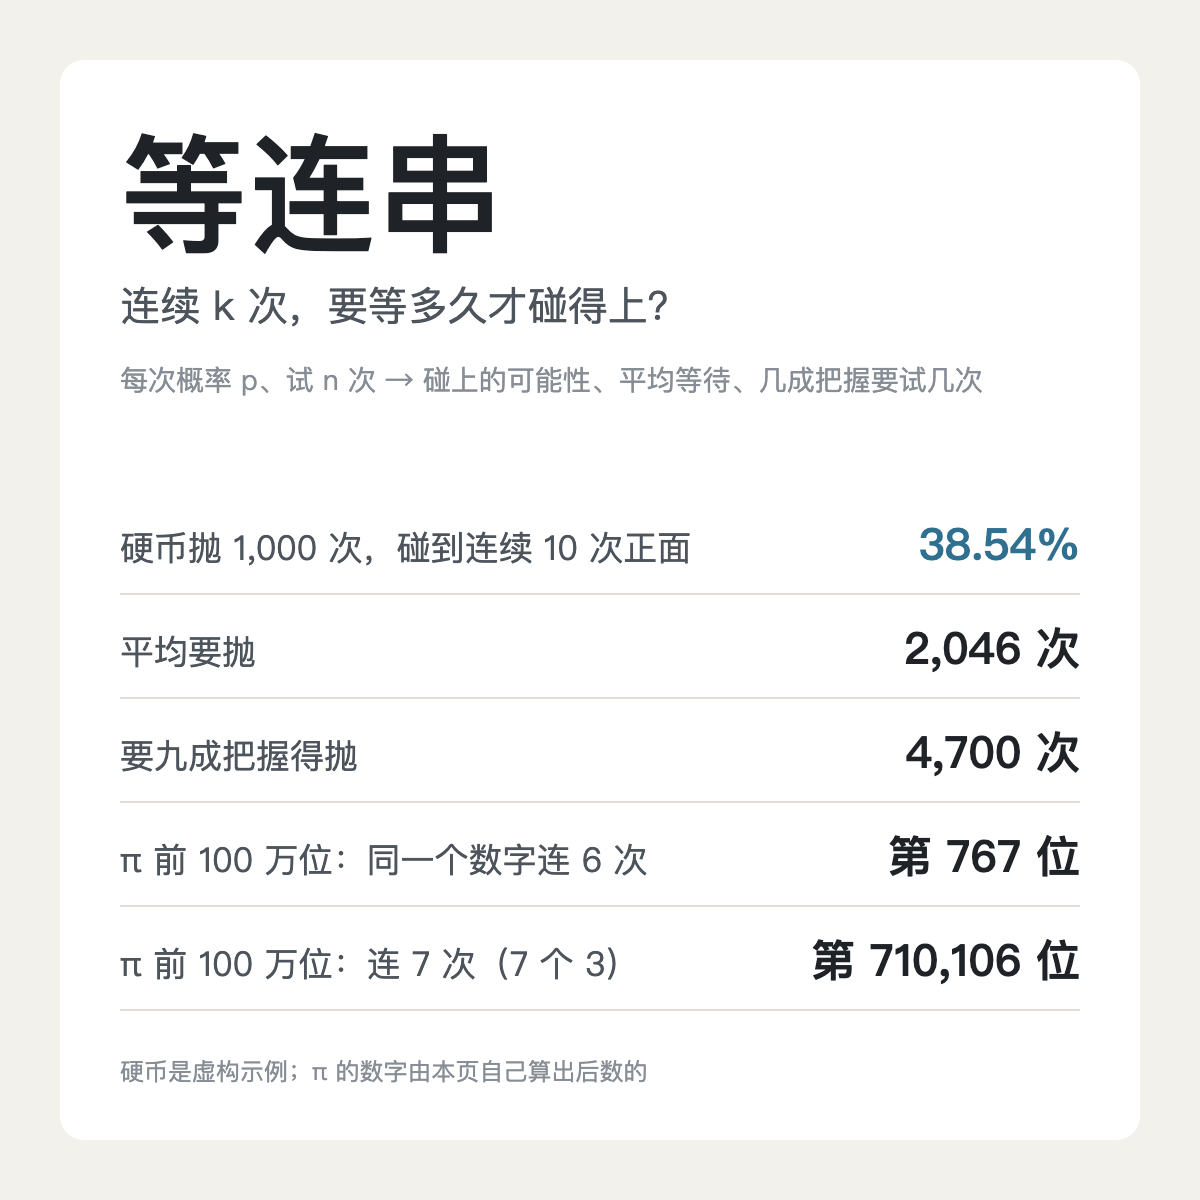 等连串
连续 k 次，要等多久才碰得上？
每次概率 p、试 n 次 → 碰上的可能性、平均等待、几成把握要试几次
硬币抛 1,000 次，碰到连续 10 次正面 38.54%
平均要抛 2,046 次
要九成把握得抛 4,700 次
π 前 100 万位：同一个数字连 6 次 第 767 位
π 前 100 万位：连 7 次（7 个 3） 第 710,106 位
硬币是虚构示例；π 的数字由本页自己算出后数的